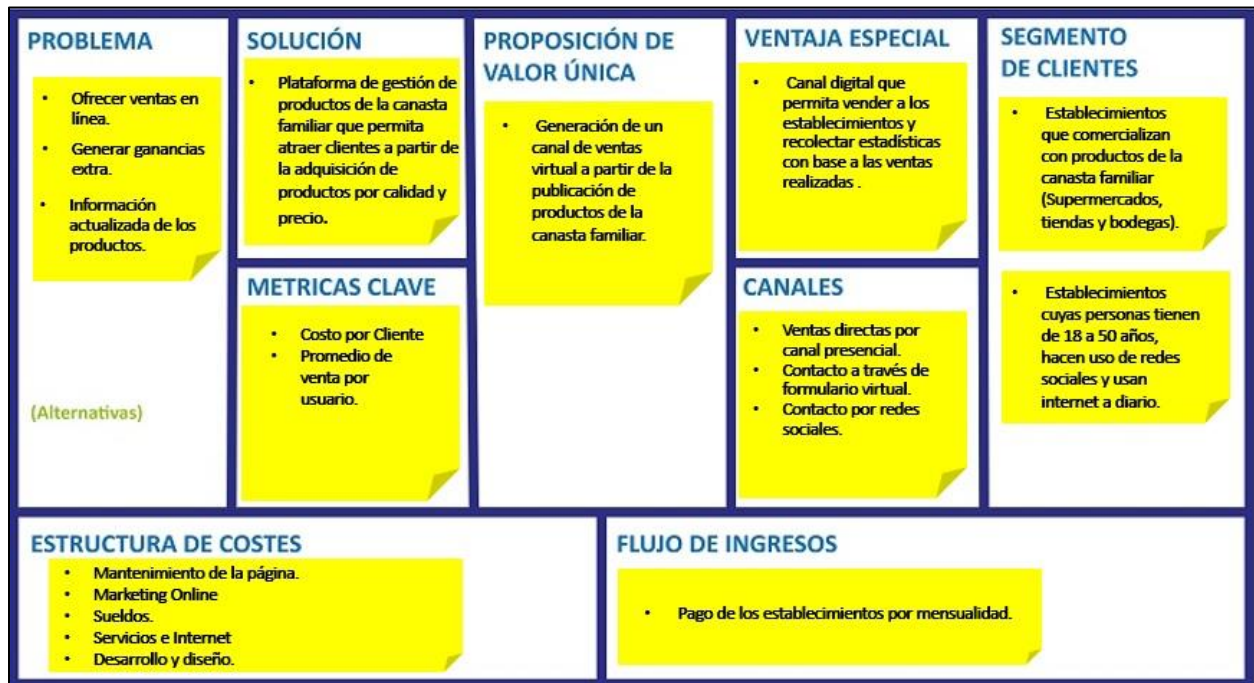 PROBLEMA
• Ofrecer ventas en
línea.
• Generar ganancias
extra.
• Información
actualizada de los
productos.
(Alternativas)
SOLUCIÓN
• Plataforma de gestión de
productos de la canasta
familiar que permita
atraer clientes a partir de
la adquisición de
productos por calidad y
precio.
METRICAS CLAVE
• Costo por Cliente
• Promedio de
venta por
usuario.
PROPOSICIÓN DE
VALOR ÚNICA
• Generación de un
canal de ventas
virtual a partir de la
publicación de
productos de la
canasta familiar.
VENTAJA ESPECIAL
• Canal digital que
permita vender a los
establecimientos y
recolectar estadísticas
con base a las ventas
realizadas .
CANALES
• Ventas directas por
canal presencial.
• Contacto a través de
formulario virtual.
• Contacto por redes
sociales.
SEGMENTO
DE CLIENTES
• Establecimientos
que comercializan
con productos de la
canasta familiar
(Supermercados,
tiendas y bodegas).
• Establecimientos
cuyas personas tienen
de 18 a 50 años,
hacen uso de redes
sociales y usan
internet a diario.
ESTRUCTURA DE COSTES
• Mantenimiento de la página.
• Marketing Online
• Sueldos.
• Servicios e Internet
• Desarrollo y diseño.
FLUJO DE INGRESOS
• Pago de los establecimientos por mensualidad.